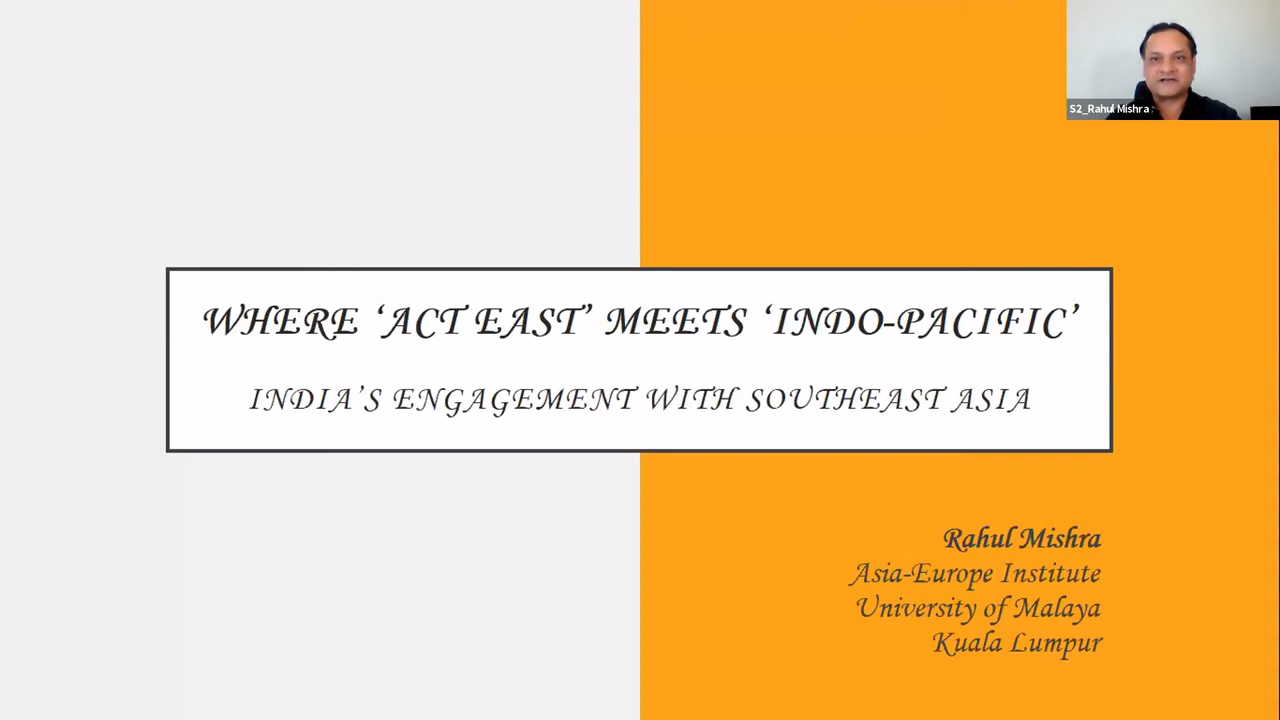 S2_Rahul Mishra
WHERE ‘ACT EAST’ MEETS ‘INDO-PACIFIC’
INDIA’S ENGAGEMENT WITH SOUTHEAST ASIA
Rahul Mishra
Asia-Europe Institute
University of Malaya
Kuala Lumpur